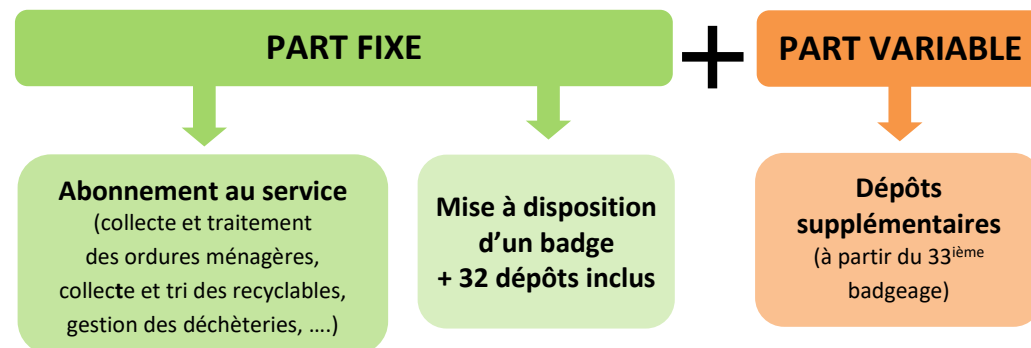 PART FIXE
+
PART VARIABLE
Abonnement au service
(collecte et traitement
des ordures ménagères,
collecte et tri des recyclables,
gestion des déchèteries, ....)
Mise à disposition
d’un badge
+ 32 dépôts inclus
Dépôts
supplémentaires
(à partir du 33ième
badgeage)